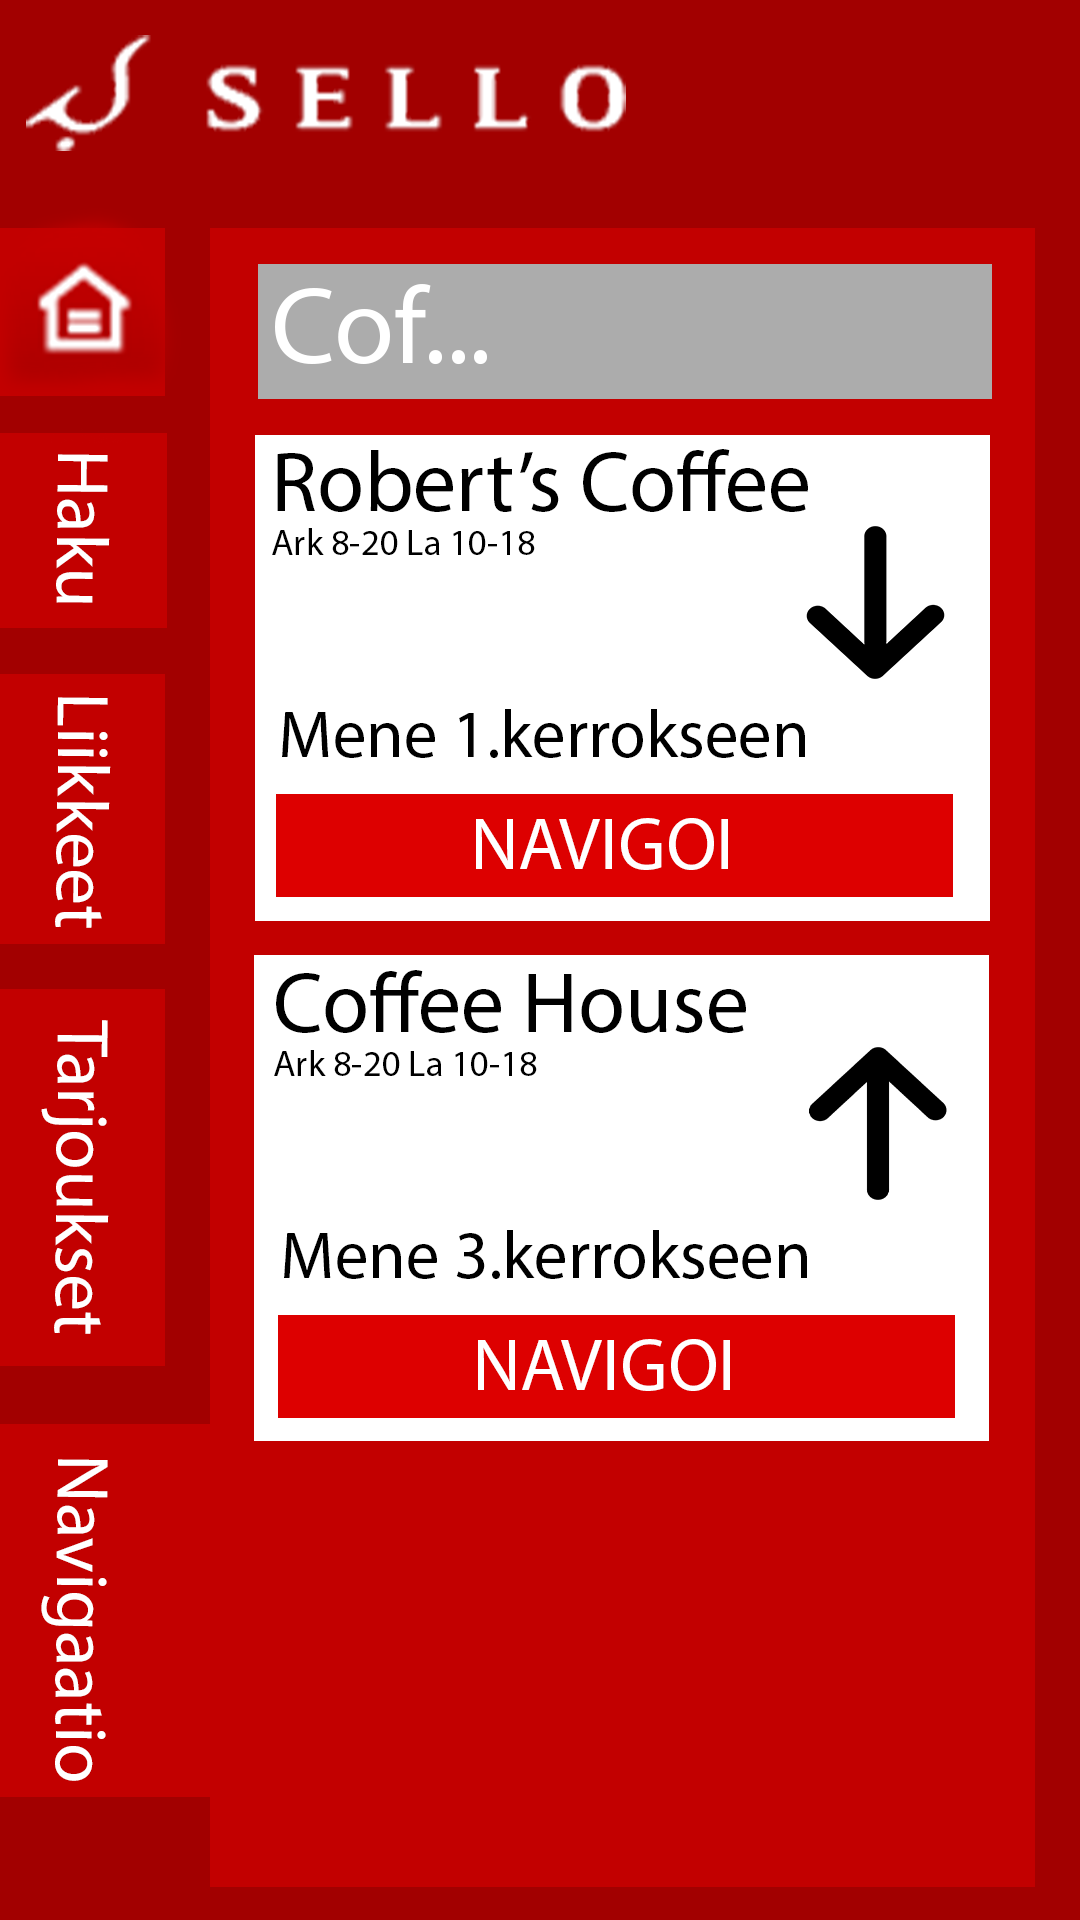 SELLO
Haku
Liikkeet
Tarjoukset
Navigaatio
Cof...
Robert’s Coffee
Ark 8-20 La 10-18
Mene 1.kerrokseen
NAVIGOI
Coffee House
Ark 8-20 La 10-18
Mene 3.kerrokseen
NAVIGOI